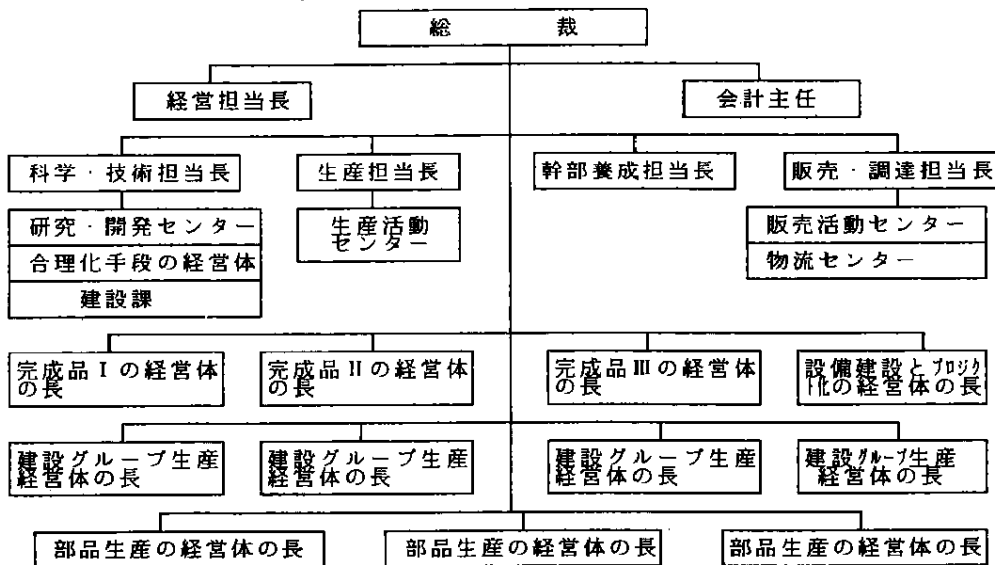 総裁
経営担当長
会計主任
科学・技術担当長
生産担当長
幹部養成担当長
販売・調達担当長
研究・開発センター
合理化手段の経営体
建設課
生産活動
センター
販売活動センター
物流センター
完成品Ⅰの経営体
の長
完成品Ⅱの経営体
の長
完成品Ⅲの経営体
の長
設備建設とプロジク
ト化の経営体の長
建設グループ生産
経営体の長
建設グループ生産
経営体の長
建設グループ生産
経営体の長
建設グループ生産
経営体の長
部品生産の経営体の長
部品生産の経営体の長
部品生産の経営体の長